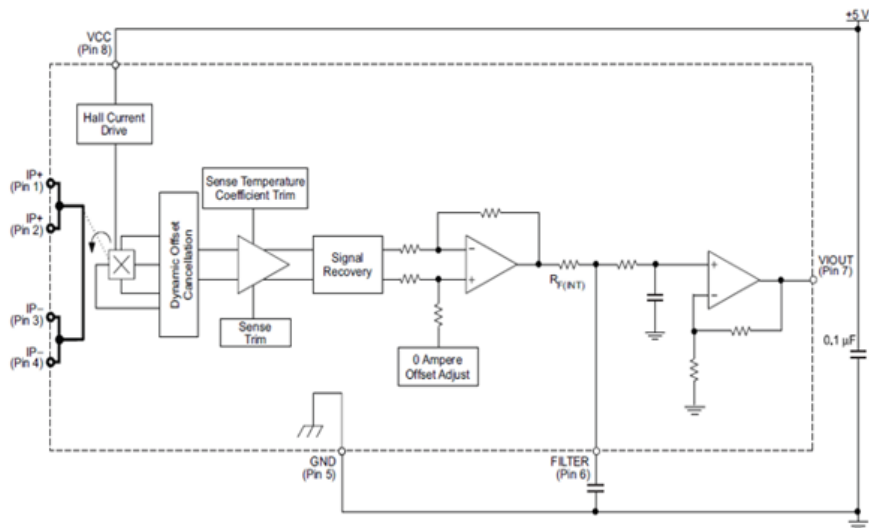 +5 V
VCC
(Pin 8)
Hall Current
Drive
IP+
(Pin 1)
IP+
(Pin 2)
IP−
(Pin 3)
IP−
(Pin 4)
Dynamic Offset
Cancellation
Sense Temperature
Coefficient Trim
Sense
Trim
Signal
Recovery
0 Ampere
Offset Adjust
−
+
RF(INT)
+
−
VIOUT
(Pin 7)
0.1 µF
GND
(Pin 5)
FILTER
(Pin 6)